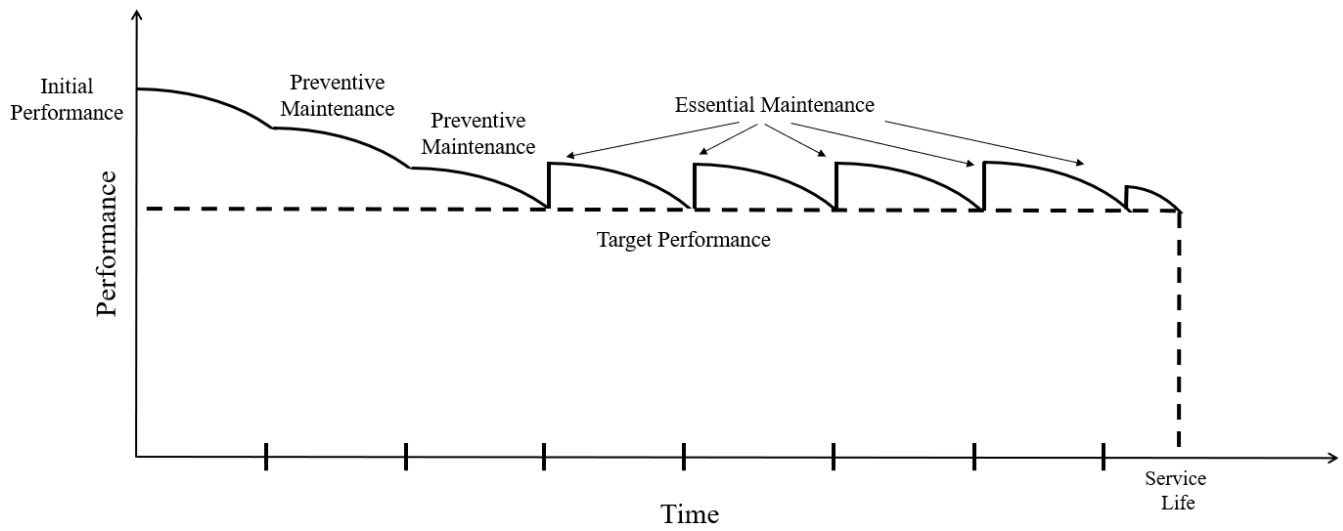 Initial
Performance
Preventive
Maintenance
Preventive
Maintenance
Essential Maintenance
Target Performance
Performance
Time
Service
Life